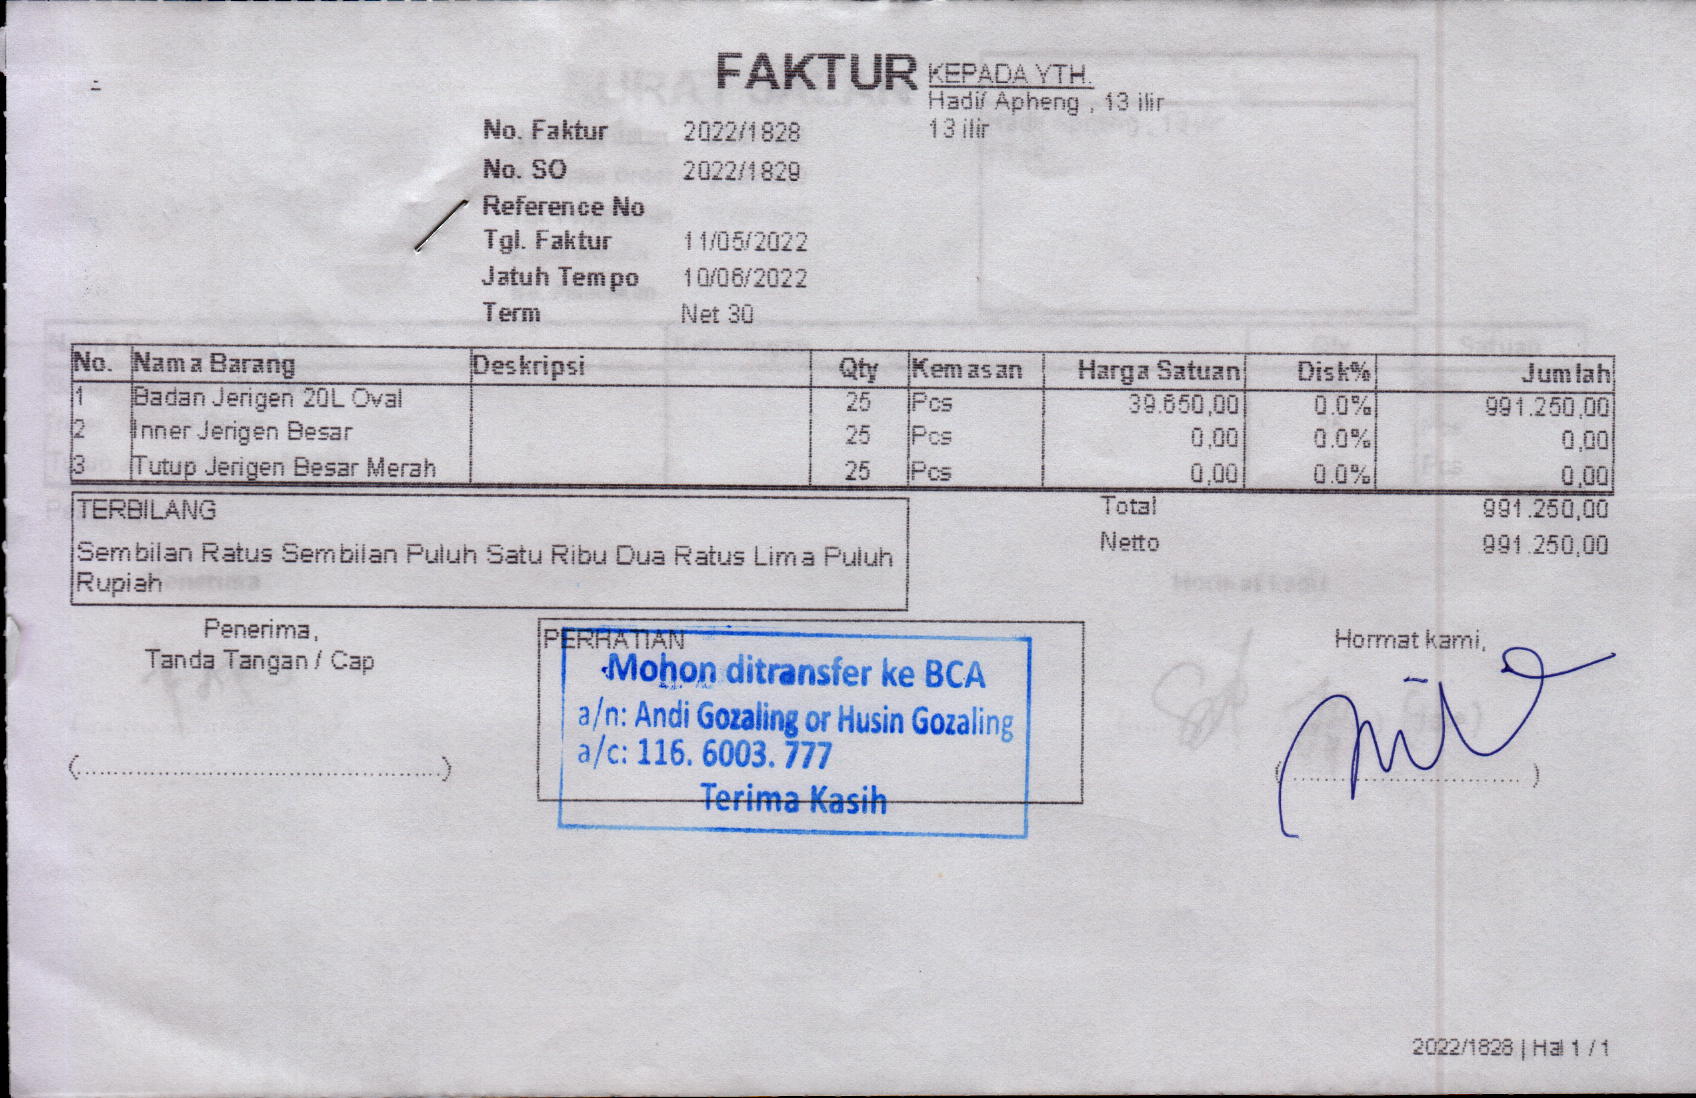 FAKTUR
KEPADA YTH.
Hadi/ Apheng , 13 ilir
13 ilir
No. Faktur 2022/1828
No. SO 2022/1829
Reference No
Tgl. Faktur 11/05/2022
Jatuh Tempo 10/06/2022
Term Net 30
No. Nama Barang Deskripsi Qty Kemasan Harga Satuan Disk% Jumlah
1 Badan Jerigen 20L Oval 25 Pcs 39.650,00 0.0% 991.250,00
2 Inner Jerigen Besar 25 Pcs 0,00 0.0% 0,00
3 Tutup Jerigen Besar Merah 25 Pcs 0,00 0.0% 0,00
TERBILANG
Sembilan Ratus Sembilan Puluh Satu Ribu Dua Ratus Lima Puluh
Rupiah
Total 991.250,00
Netto 991.250,00
Penerima,
Tanda Tangan / Cap
(...........................................)
PERHATIAN
Mohon ditransfer ke BCA
a/n: Andi Gozaling or Husin Gozaling
a/c: 116. 6003. 777
Terima Kasih
Hormat kami,
(..............................)
2022/1828 | Hal 1 / 1